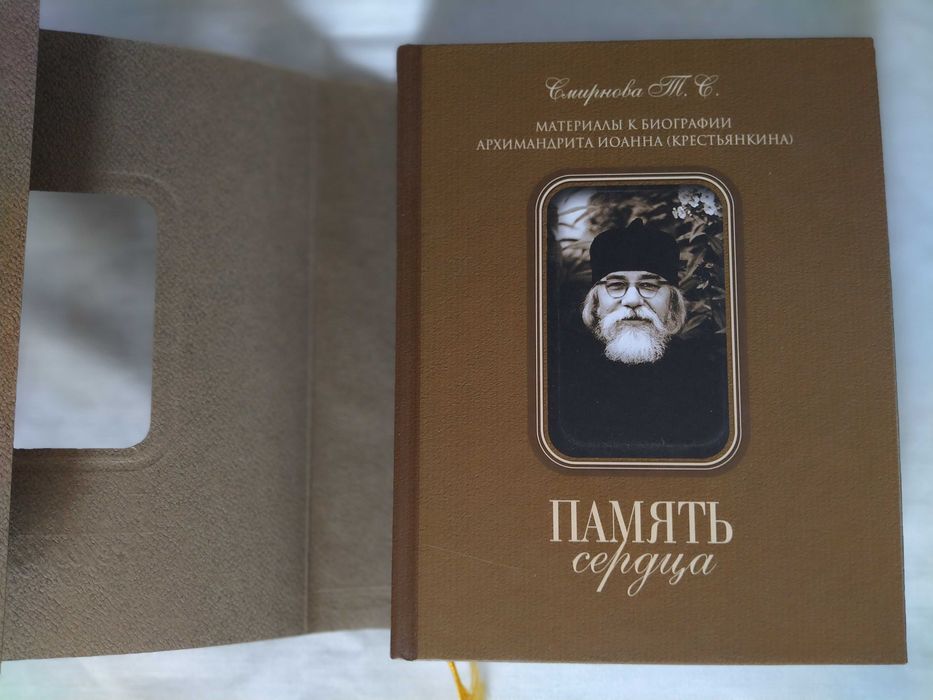 Смирнова Т. С.
МАТЕРИАЛЫ К БИОГРАФИИ
АРХИМАНДРИТА ИОАННА (КРЕСТЬЯНКИНА)
ПАМЯТЬ
сердца